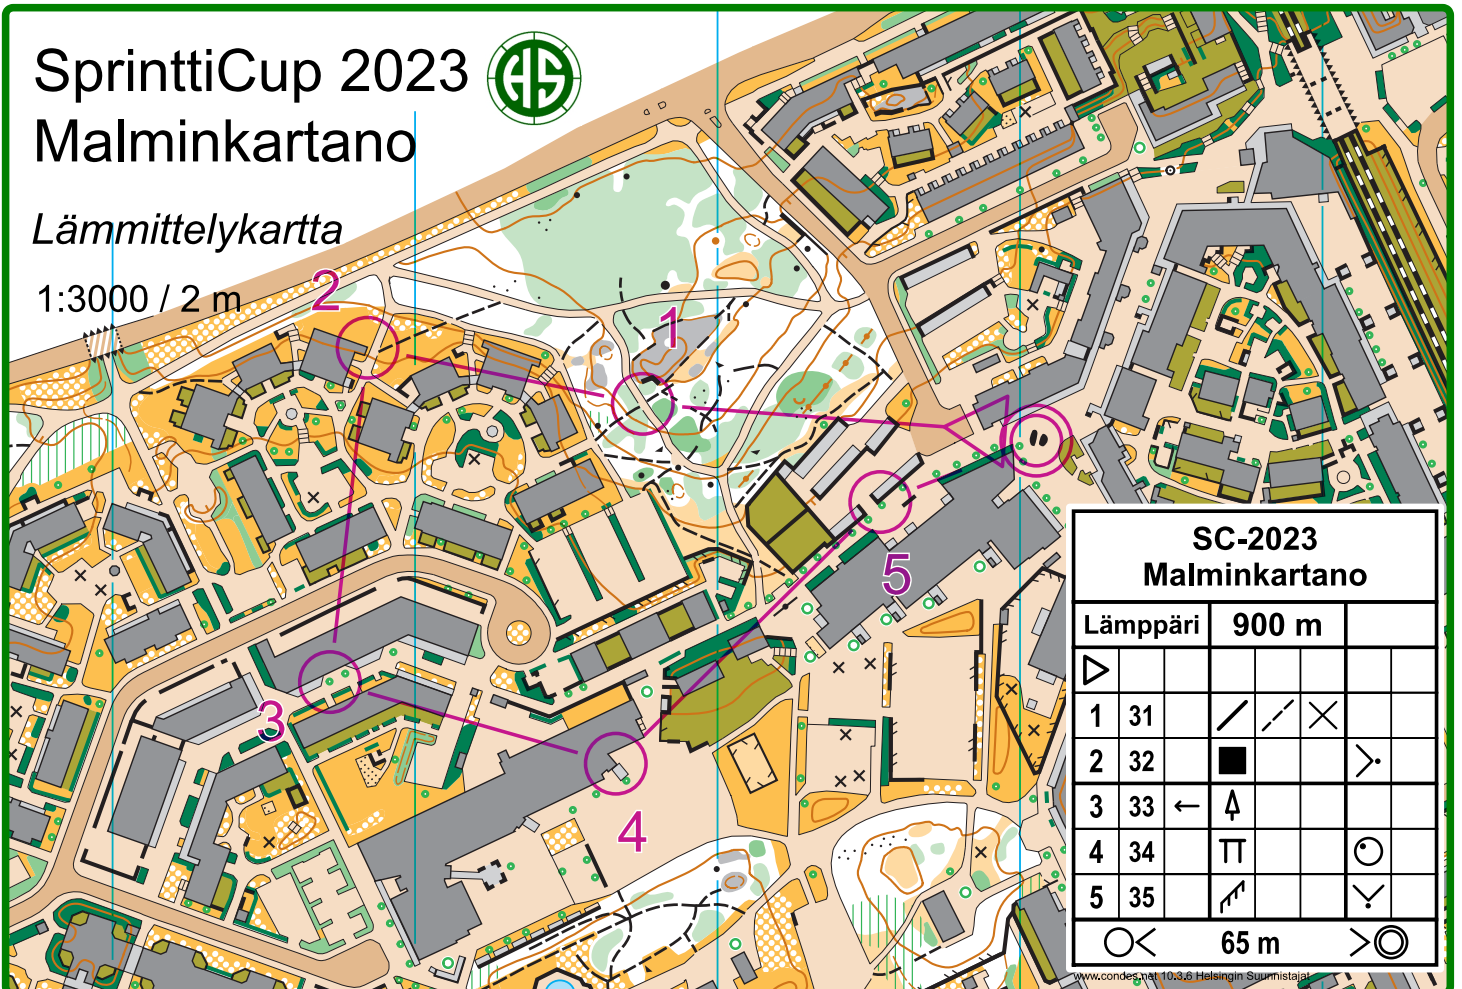 SprinttiCup 2023
HS
Malminkartano
Lämmittelykartta
1:3000 / 2 m
2
1
5
3
4
SC-2023
Malminkartano
Lämppäri 900 m
1 31
2 32
3 33
4 34
5 35
65 m
www.condes.net 10.3.6 Helsingin Suunnistajat